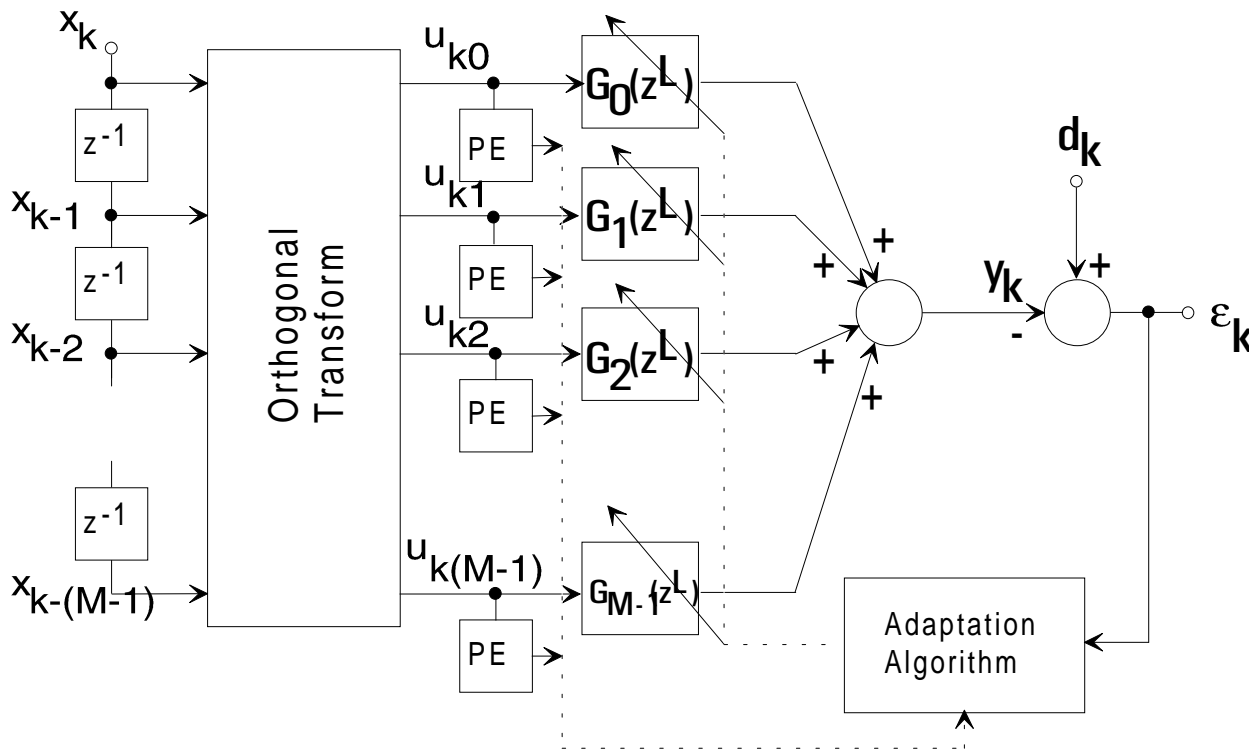 x_k
u_k0
G_0(z^L)
z^-1
PE
d_k
x_k-1
u_k1
G_1(z^L)
+
+
+
z^-1
PE
y_k
-
ε_k
x_k-2
u_k2
G_2(z^L)
+
+
PE
Orthogonal
Transform
z^-1
u_k(M-1)
x_k-(M-1)
G_M-1(z^L)
PE
Adaptation
Algorithm